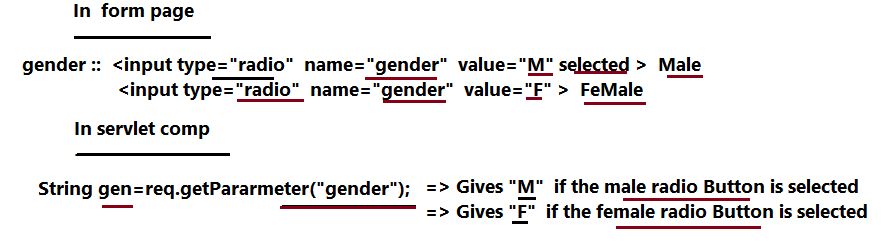 In form page
gender :: <input type="radio" name="gender" value="M" selected > Male
<input type="radio" name="gender" value="F" > FeMale
In servlet comp
String gen=req.getPararmeter("gender"); => Gives "M" if the male radio Button is selected
=> Gives "F" if the female radio Button is selected